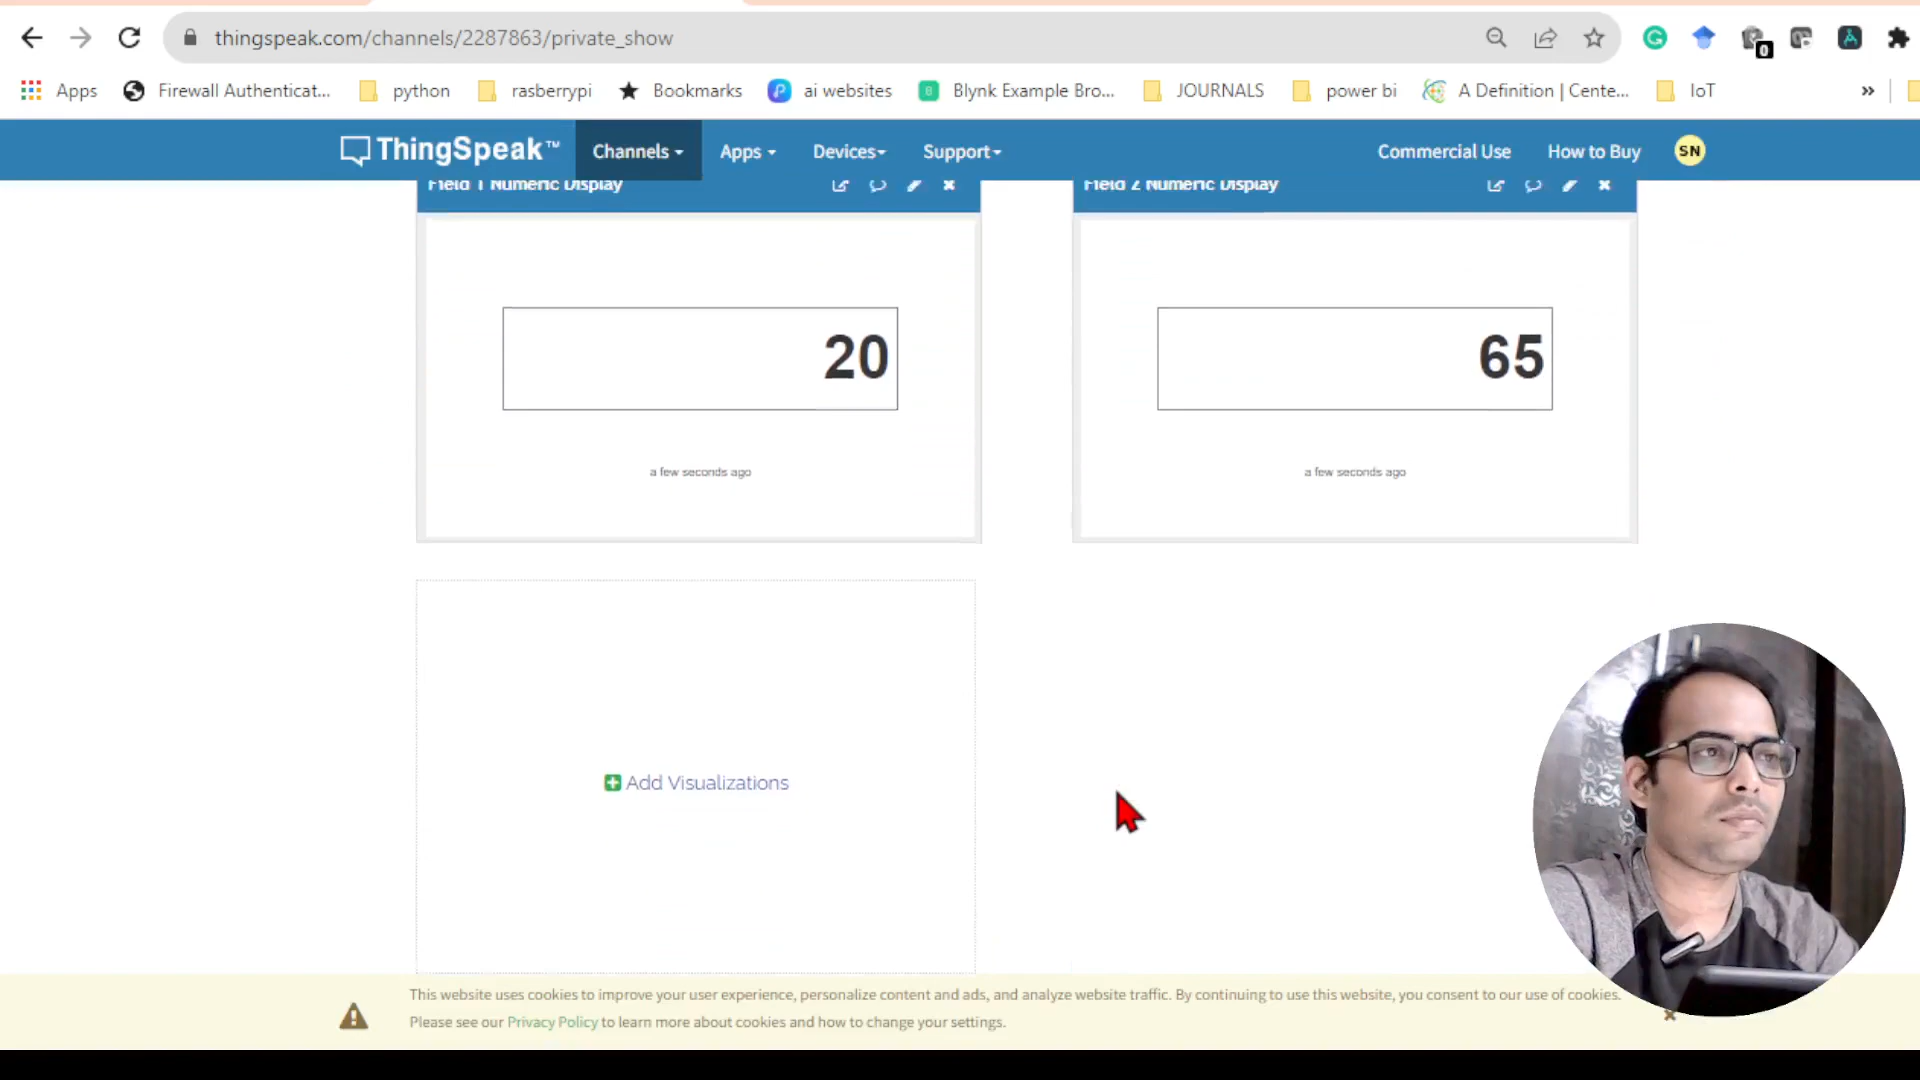 thingspeak.com/channels/2287863/private_show
0
Apps
Firewall Authenticat...
python
rasberrypi
Bookmarks
ai websites
Blynk Example Bro...
JOURNALS
power bi
A Definition | Cente...
IoT
»
ThingSpeak™
Channels
Apps
Devices
Support
Commercial Use
How to Buy
SN
Field 1 Numeric Display
Field 2 Numeric Display
20
65
a few seconds ago
a few seconds ago
Add Visualizations
This website uses cookies to improve your user experience, personalize content and ads, and analyze website traffic. By continuing to use this website, you consent to our use of cookies.
Please see our Privacy Policy to learn more about cookies and how to change your settings.